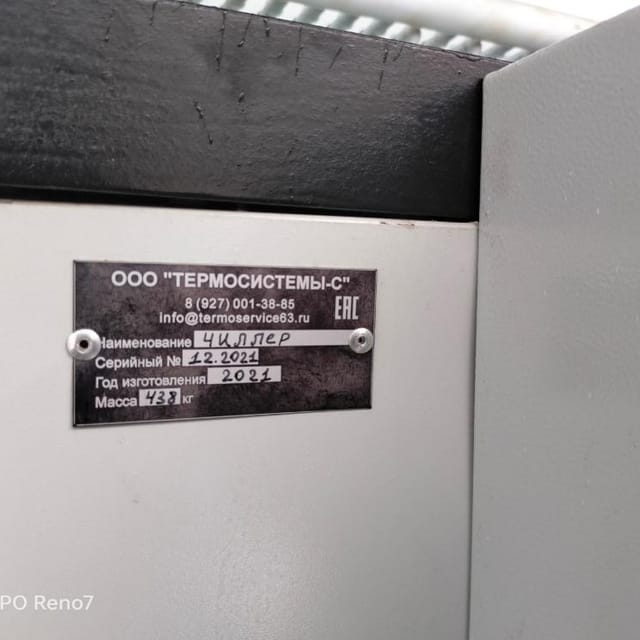 ООО "ТЕРМОСИСТЕМЫ-С"
8 (927) 001-38-85
info@termoservice63.ru
EAC
Наименование ЧИЛЛЕР
Серийный № 12.2021
Год изготовления 2021
Масса 438 кг
PO Reno7